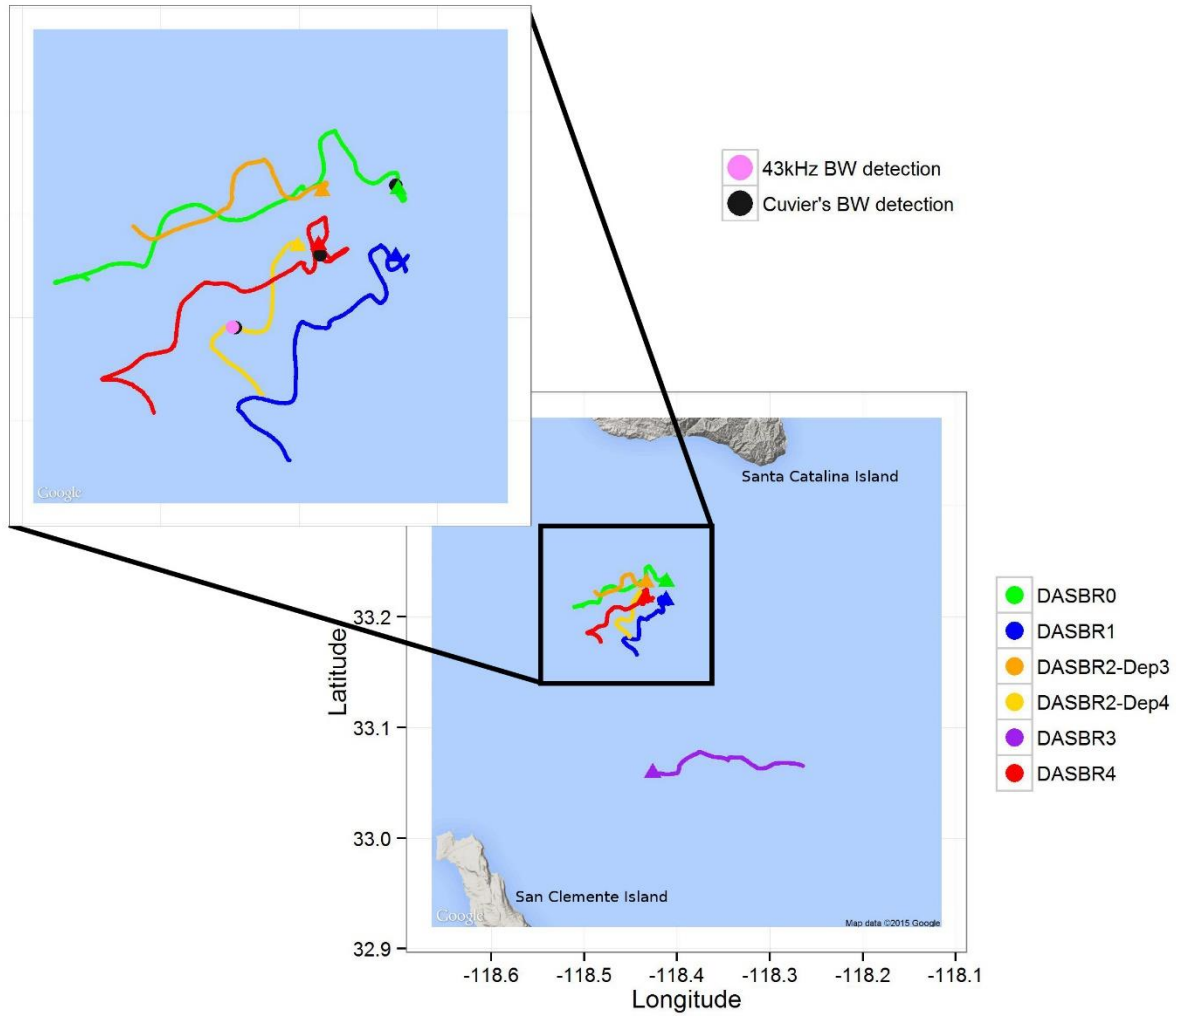 43kHz BW detection
Cuvier's BW detection
Google
Santa Catalina Island
San Clemente Island
Google
Map data ©2015 Google
DASBR0
DASBR1
DASBR2-Dep3
DASBR2-Dep4
DASBR3
DASBR4
Latitude
33.2
33.1
33.0
32.9
-118.6 -118.5 -118.4 -118.3 -118.2 -118.1
Longitude